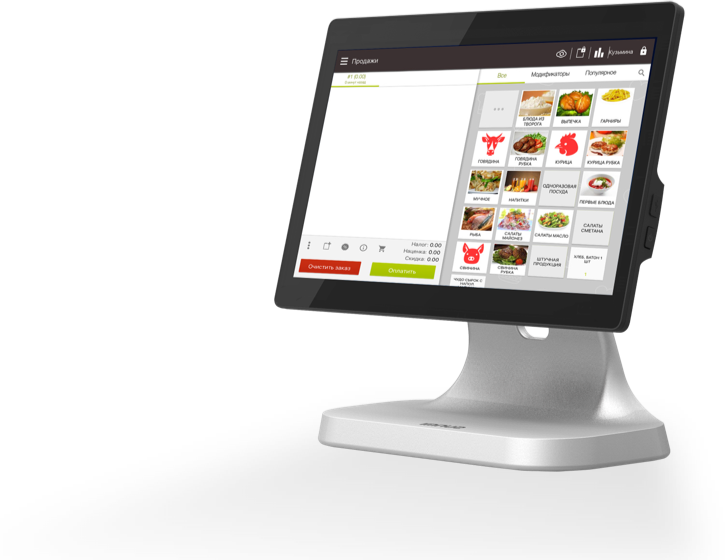 Продажи
Кузьмина
#1 (0.00)
Все
Модификаторы
Популярное
БЛЮДА ИЗ
ТВОРОГА
ВЫПЕЧКА
ГАРНИРЫ
ГОВЯДИНА
ГОВЯДИНА
РУБКА
КУРИЦА
КУРИЦА РУБКА
МУЧНОЕ
НАПИТКИ
ОДНОРАЗОВАЯ
ПОСУДА
ПЕРВЫЕ БЛЮДА
РЫБА
САЛАТЫ
МАЙОНЕЗ
САЛАТЫ МАСЛО
САЛАТЫ
СМЕТАНА
СВИНИНА
СВИНИНА
РУБКА
ШТУЧНАЯ
ПРОДУКЦИЯ
ХЛЕБ, БАТОН 1
ШТ
ЧУДО СЫРОК С
Налог: 0.00
Наценка: 0.00
Скидка: 0.00
Очистить заказ
Оплатить